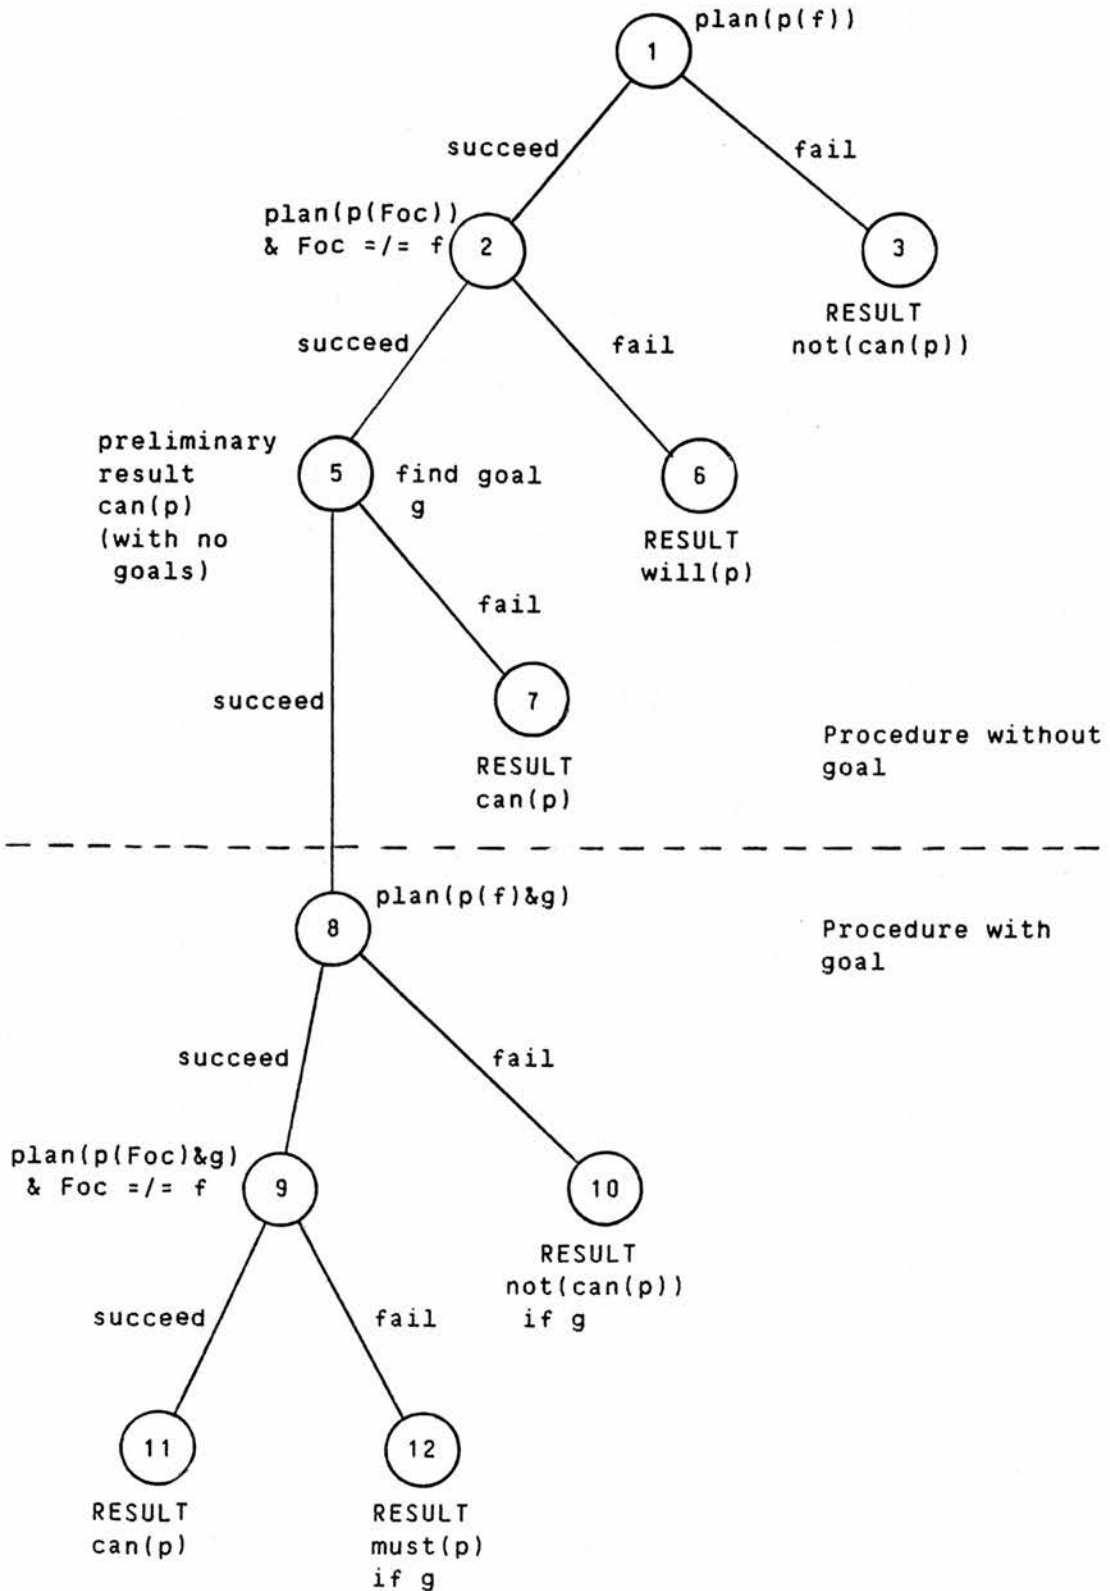 plan(p(f))
1
succeed
fail
plan(p(Foc))
& Foc =/= f
2
3
RESULT
not(can(p))
succeed
fail
preliminary
result
can(p)
(with no
goals)
5
find goal
g
6
RESULT
will(p)
fail
succeed
7
RESULT
can(p)
Procedure without
goal
plan(p(f)&g)
8
Procedure with
goal
succeed
fail
plan(p(Foc)&g)
& Foc =/= f
9
10
RESULT
not(can(p))
if g
succeed
fail
11
12
RESULT
can(p)
RESULT
must(p)
if g